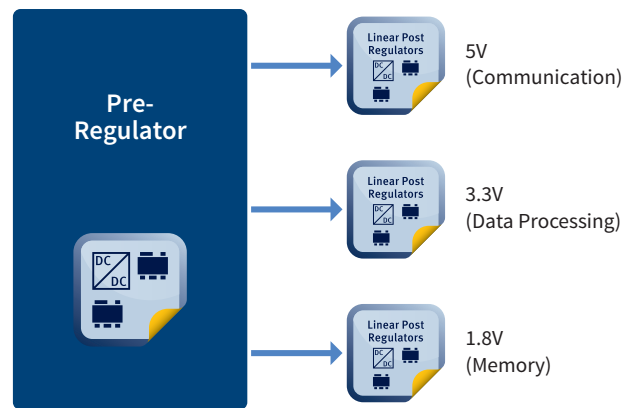 Pre-
Regulator
DC
DC
Linear Post
Regulators
DC
DC
5V
(Communication)
Linear Post
Regulators
DC
DC
3.3V
(Data Processing)
Linear Post
Regulators
DC
DC
1.8V
(Memory)